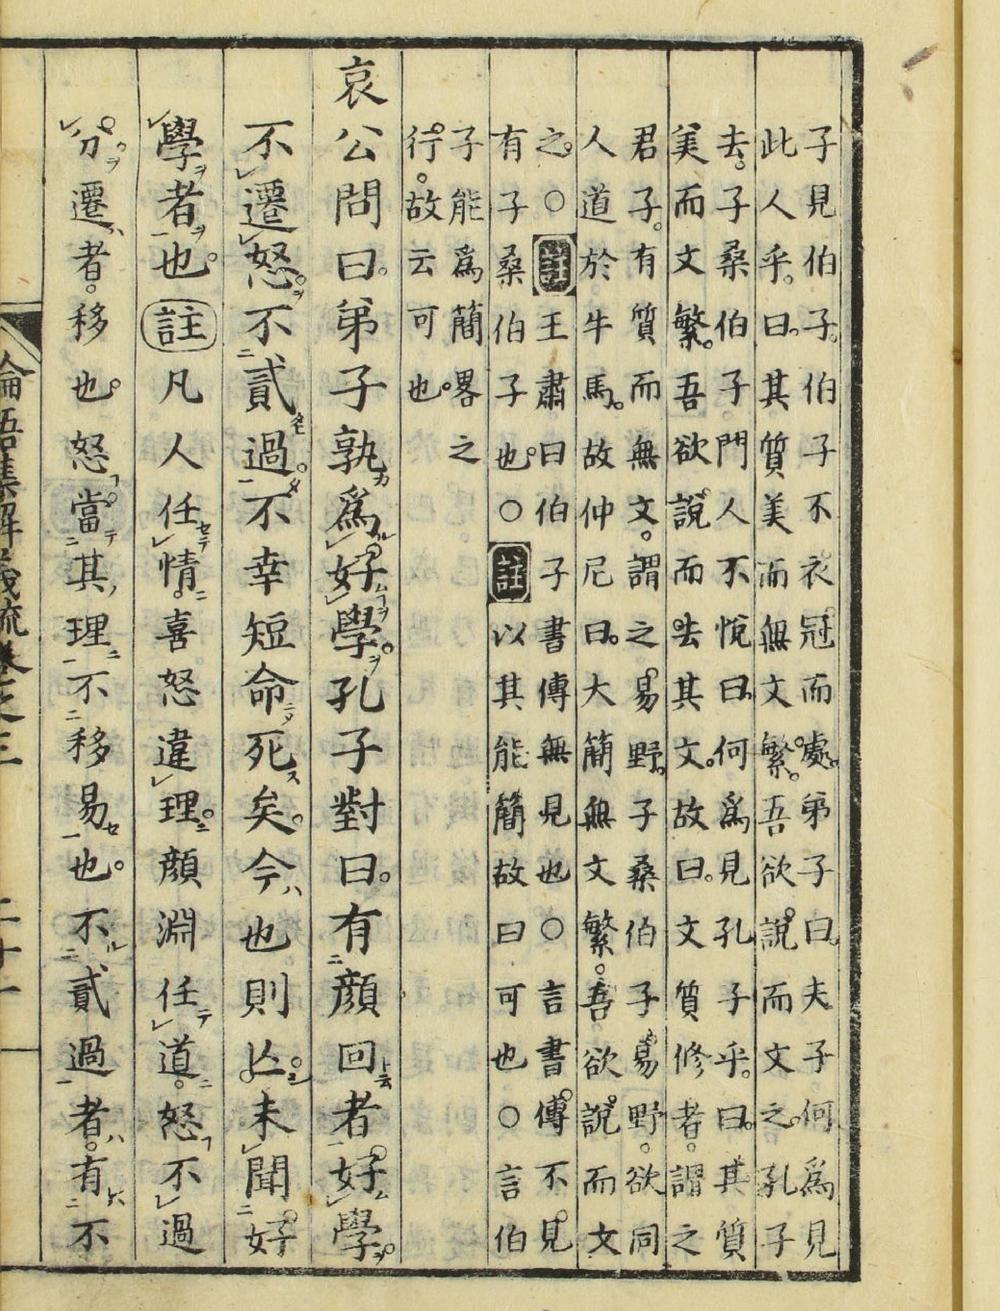 子見伯子伯子不衣冠而處弟子曰夫子何爲見
此人乎曰其質美而無文繁吾欲說而文之孔子
去子桑伯子門人不悅曰何爲見孔子乎曰其質
美而文繁吾欲說而去其文故曰文質修者謂之
君子有質而無文謂之易野子桑伯子易野欲同
人道於牛馬故仲尼曰大簡無文繁吾欲說而文
之○註王肅曰伯子書傳無見也○言書傳不見
有子桑伯子也○註以其能簡故曰可也○言伯
子能爲簡畧之
行故云可也
哀公問曰弟子孰爲好學孔子對曰有顏回者好學
不遷怒不貳過不幸短命死矣今也則亾未聞好
學者也註凡人任情喜怒違理顏淵任道怒不過
分遷者移也怒當其理不移易也不貳過者有不
論語集解義疏卷之三 二十一